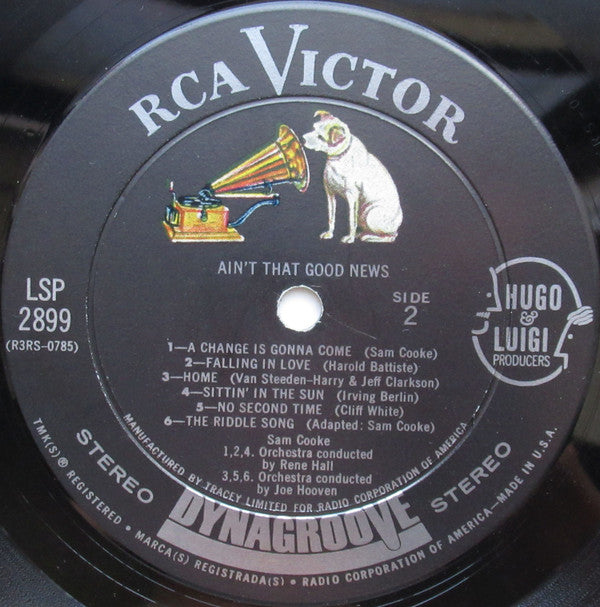 RCA VICTOR
AIN'T THAT GOOD NEWS
LSP
2899
(R3RS-0785)
SIDE
2
HUGO
&
LUIGI
PRODUCERS
1—A CHANGE IS GONNA COME (Sam Cooke)
2—FALLING IN LOVE (Harold Battiste)
3—HOME (Van Steeden-Harry & Jeff Clarkson)
4—SITTIN' IN THE SUN (Irving Berlin)
5—NO SECOND TIME (Cliff White)
6—THE RIDDLE SONG (Adapted: Sam Cooke)
Sam Cooke
1,2,4. Orchestra conducted
by Rene Hall
3,5,6. Orchestra conducted
by Joe Hooven
MANUFACTURED BY TRACEY LIMITED FOR RADIO CORPORATION OF AMERICA
STEREO
DYNAGROOVE
STEREO
TMK(S) ® REGISTERED • MARCA(S) REGISTRADA(S) • RADIO CORPORATION OF AMERICA—MADE IN U.S.A.